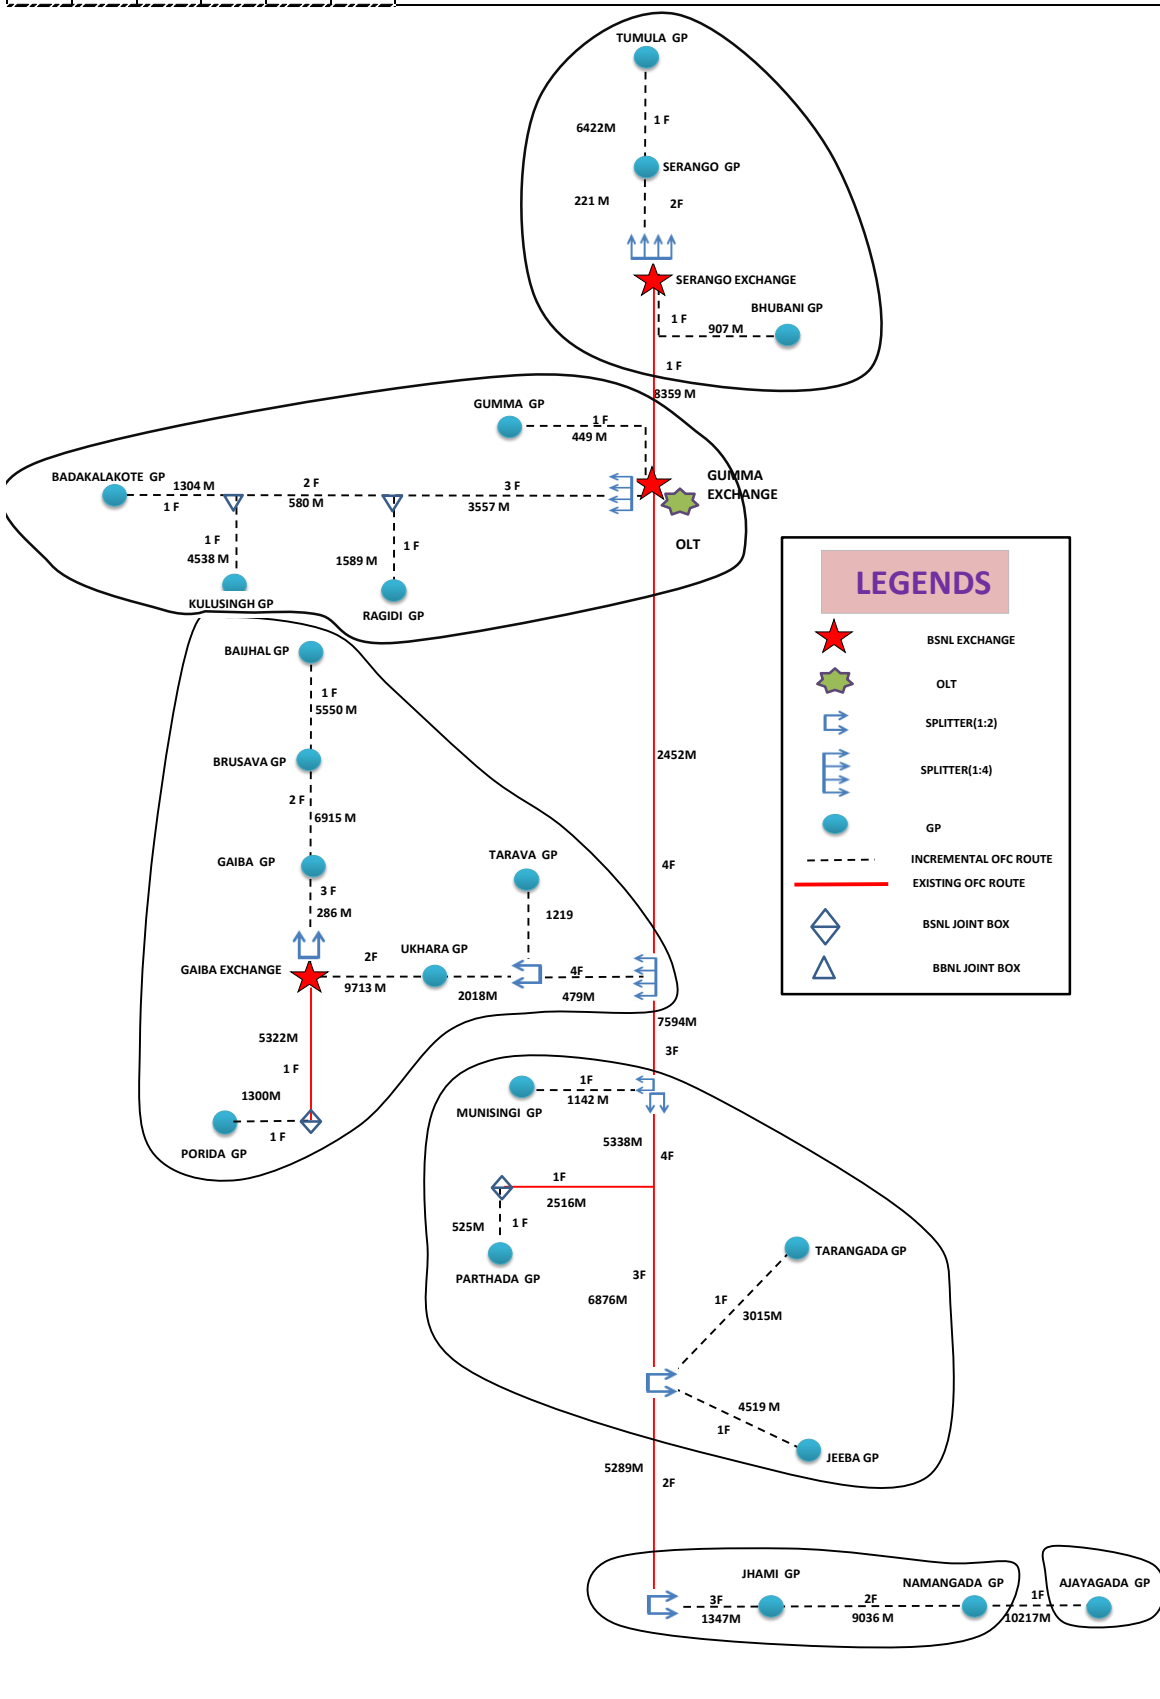 TUMULA  GP
1 F
6422M
SERANGO  GP
221 M
2F
SERANGO EXCHANGE
BHUBANI GP
1 F
907 M
1 F
8359 M
GUMMA  GP
1 F
449 M
GUMMA
EXCHANGE
OLT
BADAKALAKOTE  GP
1304 M
1 F
2 F
580 M
3 F
3557 M
1 F
4538 M
1 F
1589 M
KULUSINGH GP
RAGIDI  GP
LEGENDS
BSNL EXCHANGE
OLT
SPLITTER(1:2)
SPLITTER(1:4)
GP
INCREMENTAL OFC ROUTE
EXISTING OFC ROUTE
BSNL JOINT BOX
BBNL JOINT BOX
BAIJHAL GP
1 F
5550 M
BRUSAVA GP
2 F
6915 M
GAIBA  GP
3 F
286 M
GAIBA EXCHANGE
2F
9713 M
UKHARA GP
2018M
TARAVA  GP
1219
4F
479M
2452M
4F
5322M
1 F
1300M
1 F
PORIDA  GP
7594M
3F
MUNISINGI GP
1F
1142 M
5338M
4F
1F
2516M
525M
1 F
PARTHADA  GP
3F
6876M
TARANGADA GP
1F
3015M
4519 M
1F
JEEBA GP
5289M
2F
JHAMI  GP
3F
1347M
NAMANGADA  GP
2F
9036 M
AJAYAGADA  GP
1F
10217M